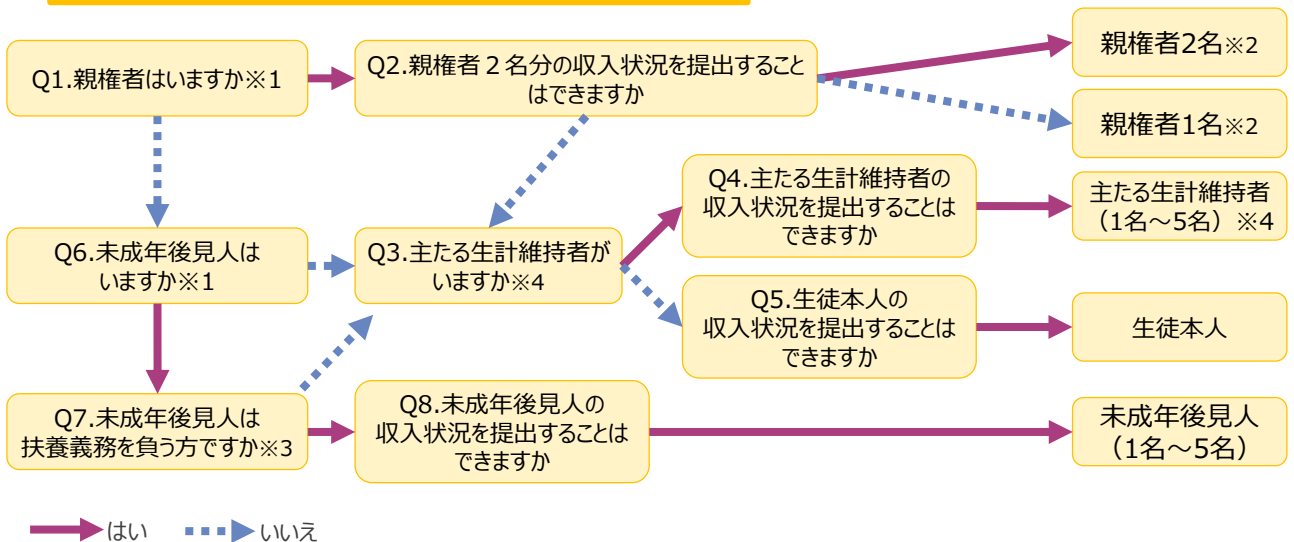 Q1.親権者はいますか※1
Q2.親権者２名分の収入状況を提出すること
はできますか
親権者2名※2
親権者1名※2
Q4.主たる生計維持者の
収入状況を提出することは
できますか
主たる生計維持者
（1名～5名）※4
Q6.未成年後見人は
いますか※1
Q3.主たる生計維持者が
いますか※4
Q5.生徒本人の
収入状況を提出することは
できますか
生徒本人
Q7.未成年後見人は
扶養義務を負う方ですか※3
Q8.未成年後見人の
収入状況を提出することは
できますか
未成年後見人
（1名～5名）
はい
いいえ